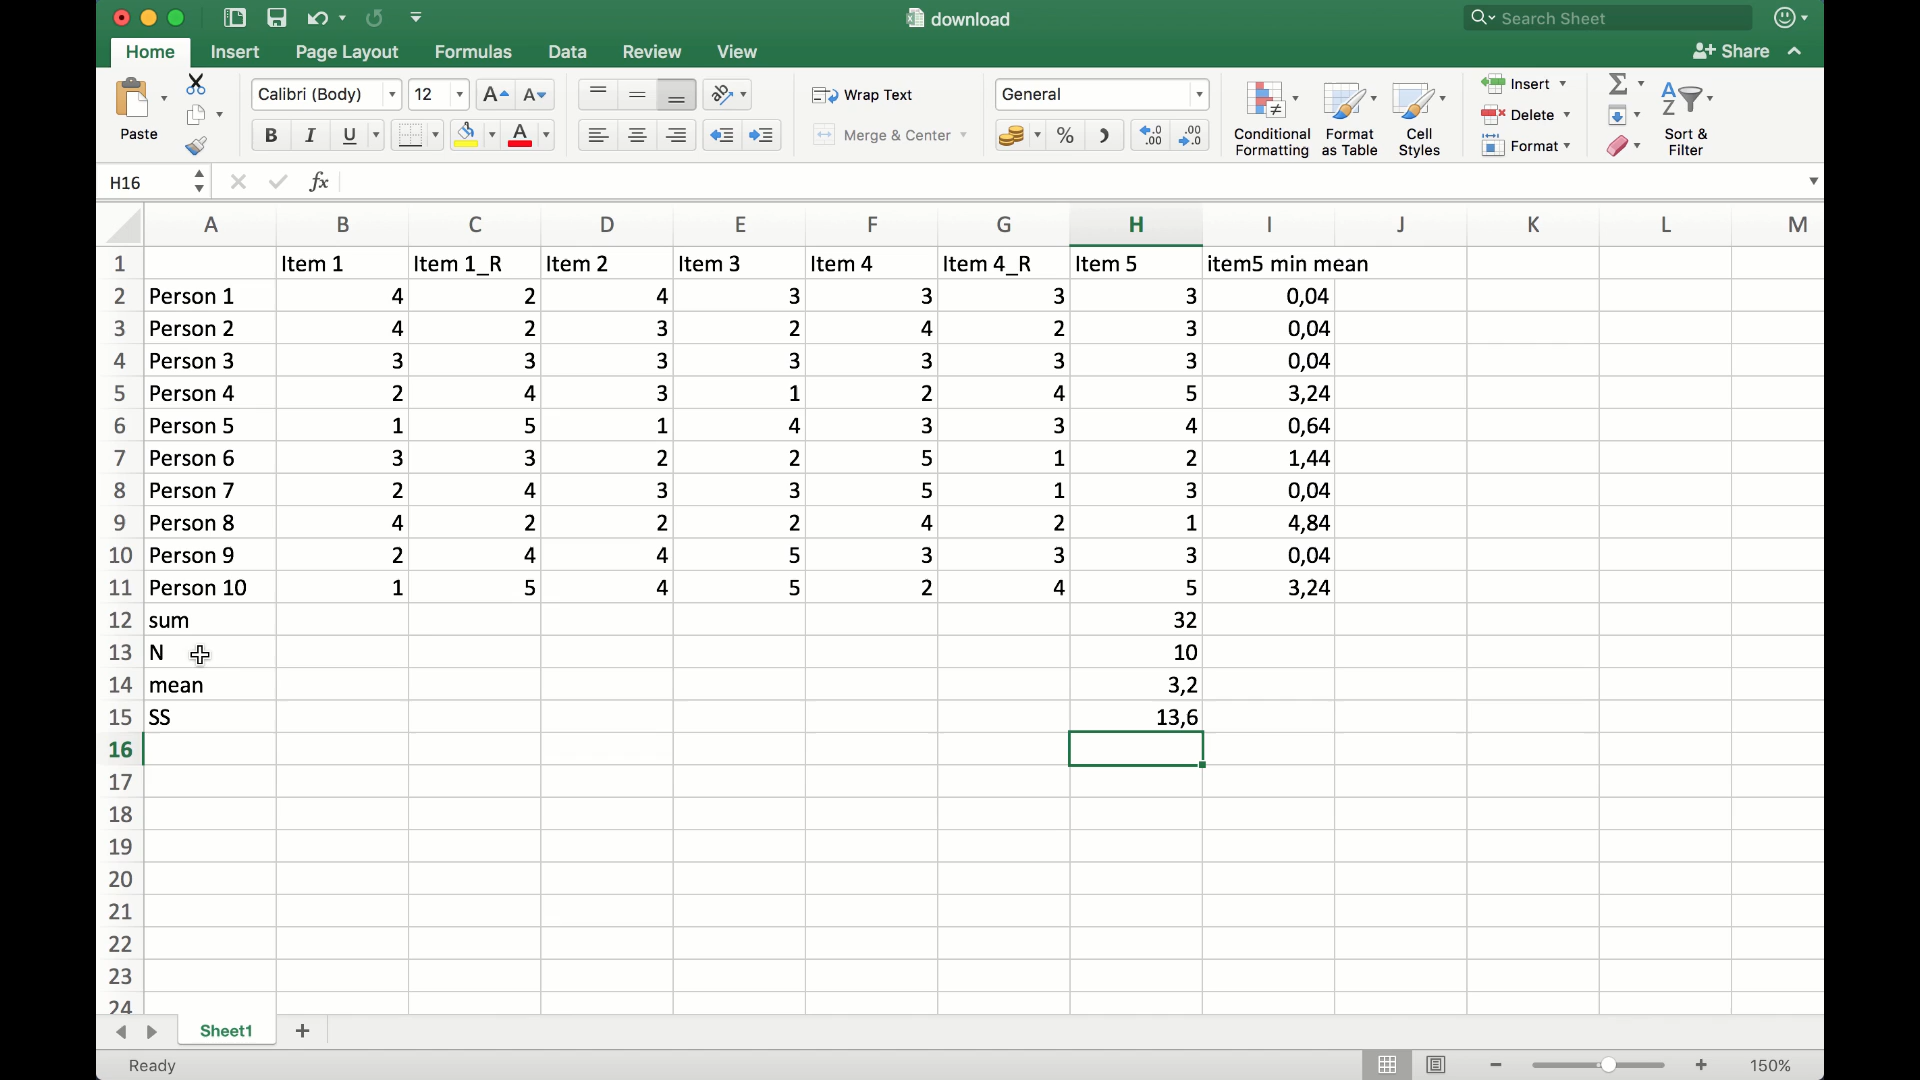 download
Search Sheet
Home Insert Page Layout Formulas Data Review View Share
Paste Calibri (Body) 12 A A B I U A ab Wrap Text Merge & Center General % Conditional Formatting Format as Table Cell Styles Insert Delete Format Sort & Filter
H16 fx
A B C D E F G H I J K L M
1 Item 1 Item 1_R Item 2 Item 3 Item 4 Item 4_R Item 5 item5 min mean
2 Person 1 4 2 4 3 3 3 3 0,04
3 Person 2 4 2 3 2 4 2 3 0,04
4 Person 3 3 3 3 3 3 3 3 0,04
5 Person 4 2 4 3 1 2 4 5 3,24
6 Person 5 1 5 1 4 3 3 4 0,64
7 Person 6 3 3 2 2 5 1 2 1,44
8 Person 7 2 4 3 3 5 1 3 0,04
9 Person 8 4 2 2 2 4 2 1 4,84
10 Person 9 2 4 4 5 3 3 3 0,04
11 Person 10 1 5 4 5 2 4 5 3,24
12 sum 32
13 N 10
14 mean 3,2
15 SS 13,6
16
17
18
19
20
21
22
23
24
Sheet1 +
Ready 150%